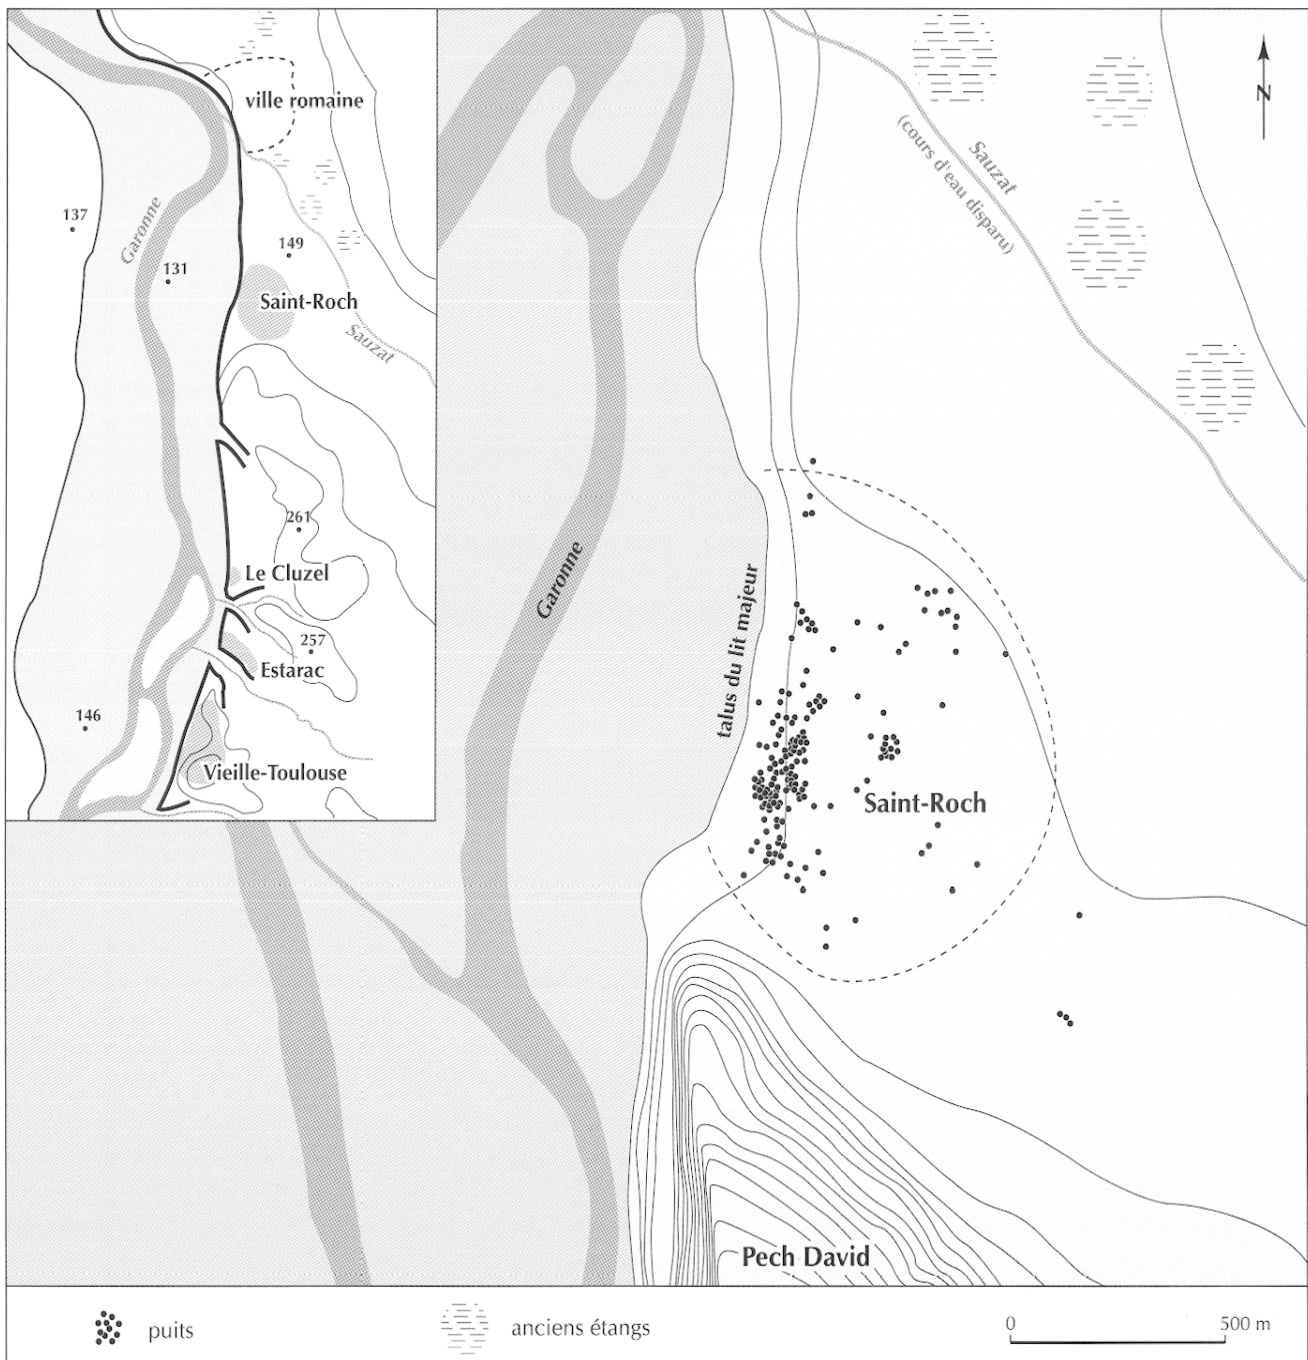 ville romaine
137
Garonne
149
131
Saint-Roch
Sauzat
261
Le Cluzel
257
Estarac
146
Vieille-Toulouse
N
Sauzat
(cours d'eau disparu)
Garonne
talus du lit majeur
Saint-Roch
Pech David
puits
anciens étangs
0
500 m